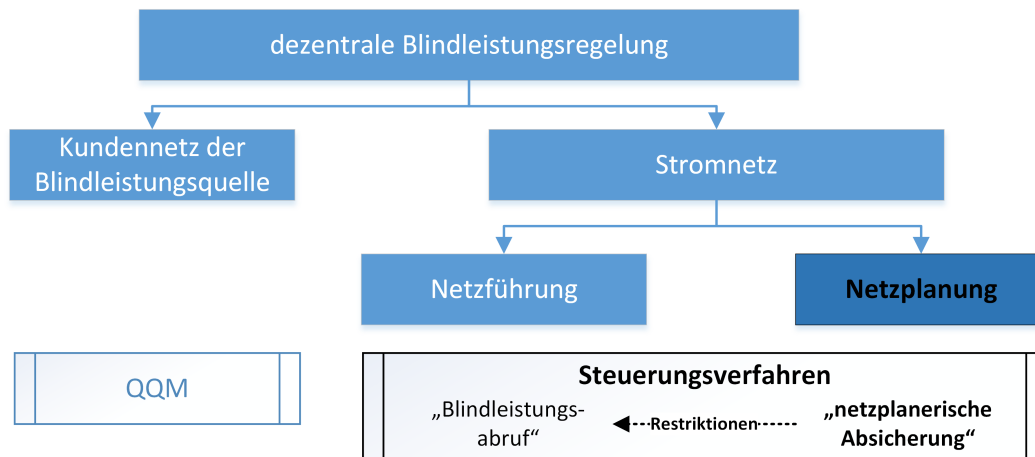 dezentrale Blindleistungsregelung
Kundennetz der
Blindleistungsquelle
Stromnetz
Netzführung
Netzplanung
QQM
Steuerungsverfahren
„Blindleistungs-
abruf“
Restriktionen
„netzplanerische
Absicherung“